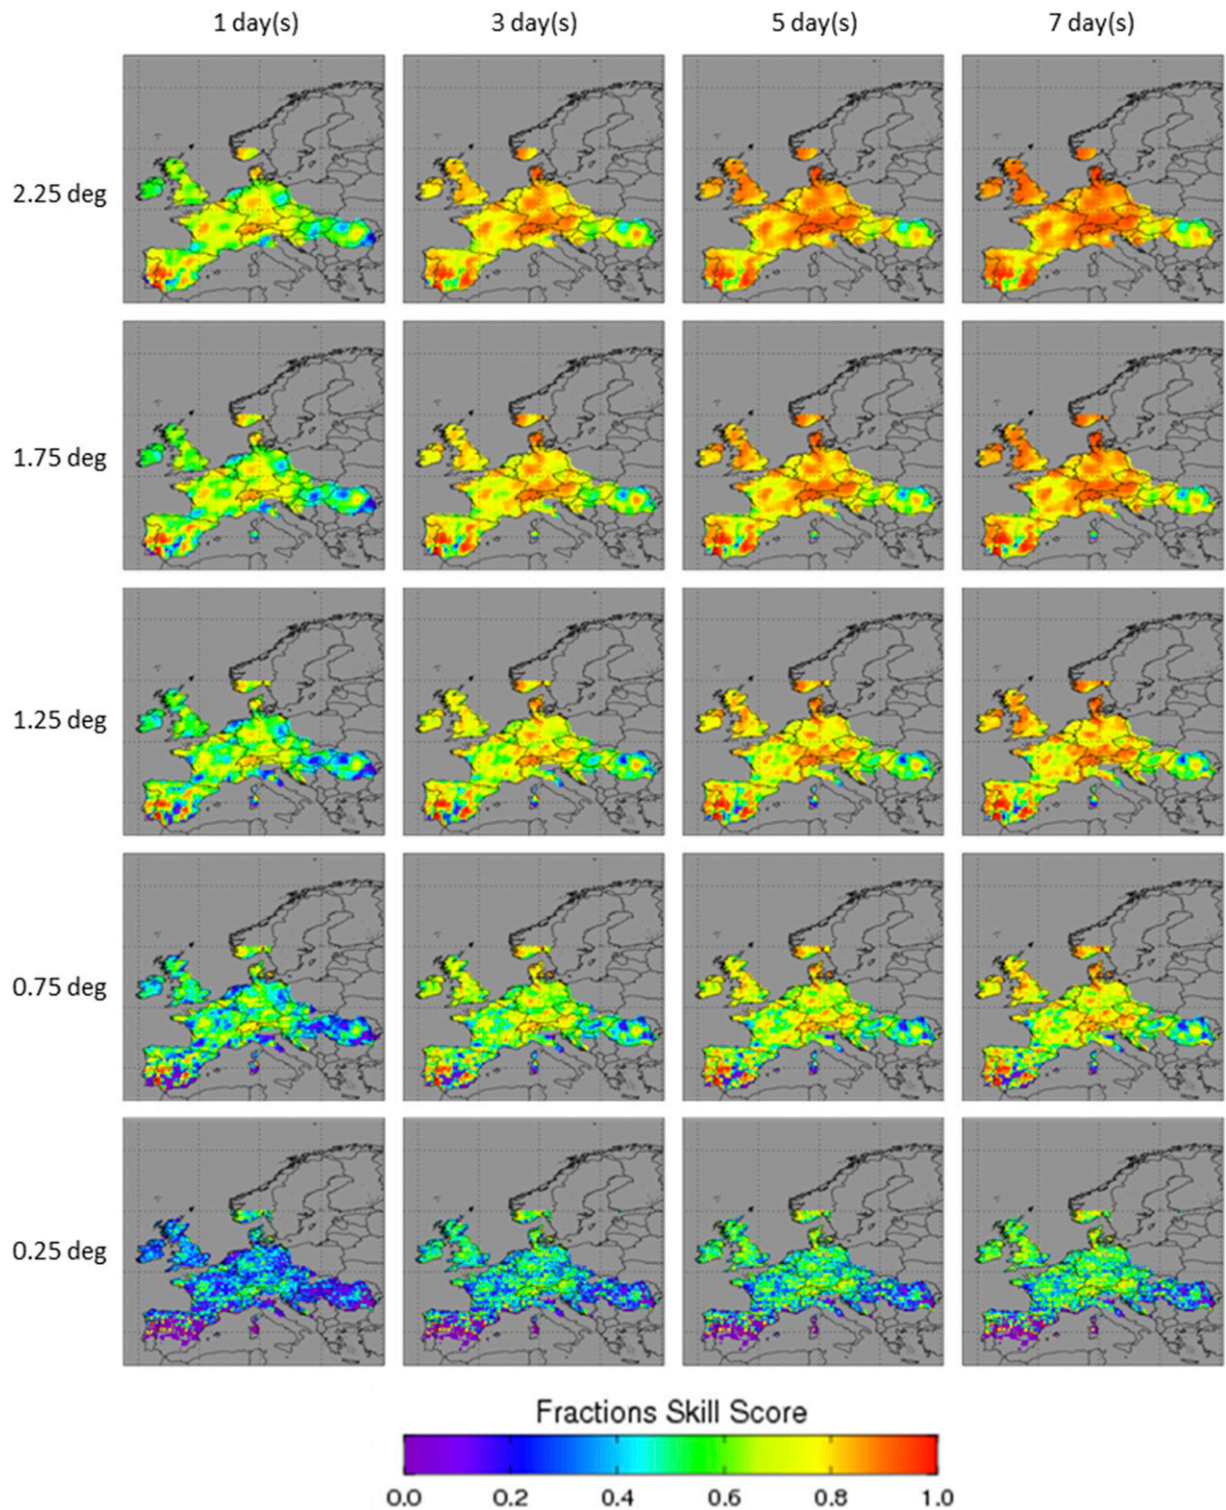 1 day(s) 3 day(s) 5 day(s) 7 day(s)
2.25 deg
1.75 deg
1.25 deg
0.75 deg
0.25 deg
Fractions Skill Score
0.0 0.2 0.4 0.6 0.8 1.0